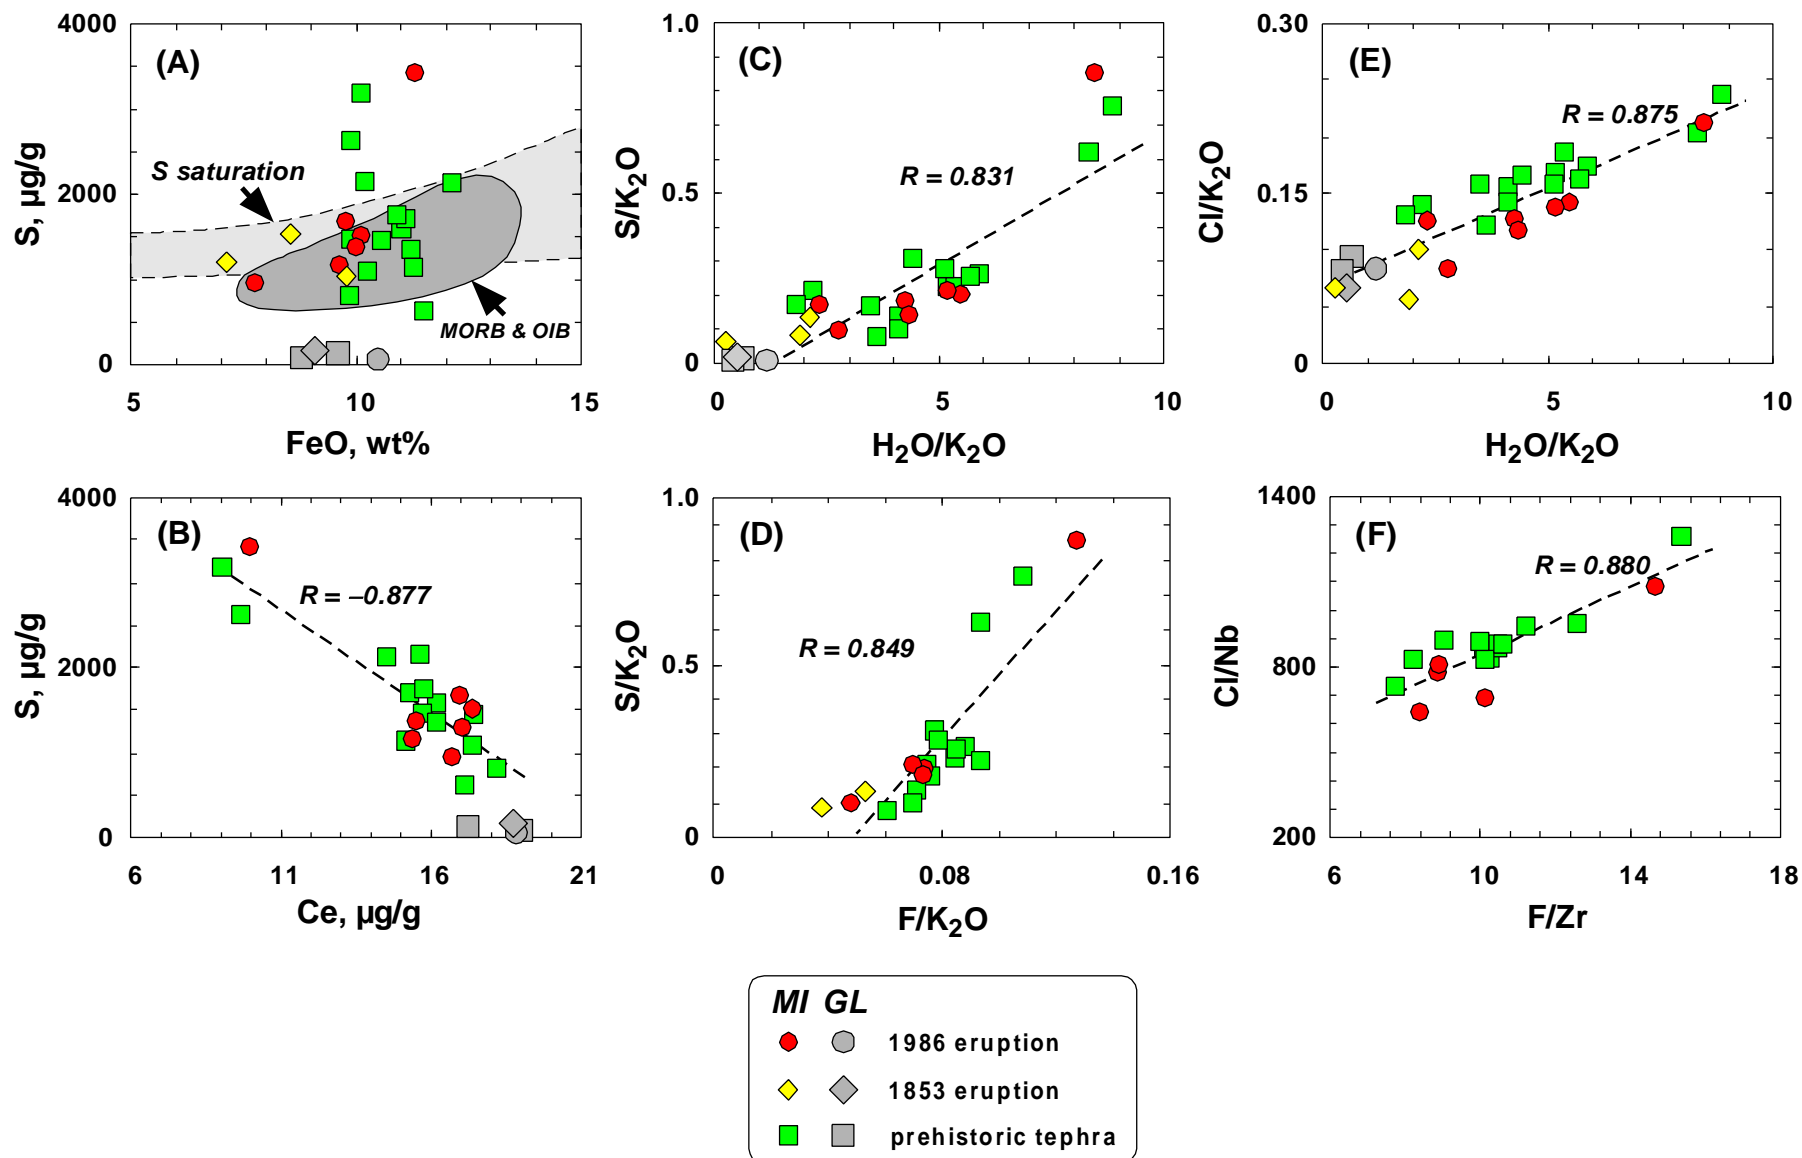 (A)
4000
2000
0
S, µg/g
S saturation
MORB & OIB
5 10 15
FeO, wt%
(C)
1.0
0.5
0
S/K₂O
R = 0.831
0 5 10
H₂O/K₂O
(E)
0.30
0.15
0
Cl/K₂O
R = 0.875
0 5 10
H₂O/K₂O
(B)
4000
2000
0
S, µg/g
R = –0.877
6 11 16 21
Ce, µg/g
(D)
1.0
0.5
0
S/K₂O
R = 0.849
0 0.08 0.16
F/K₂O
(F)
1400
800
200
Cl/Nb
R = 0.880
6 10 14 18
F/Zr
MI GL
1986 eruption
1853 eruption
prehistoric tephra